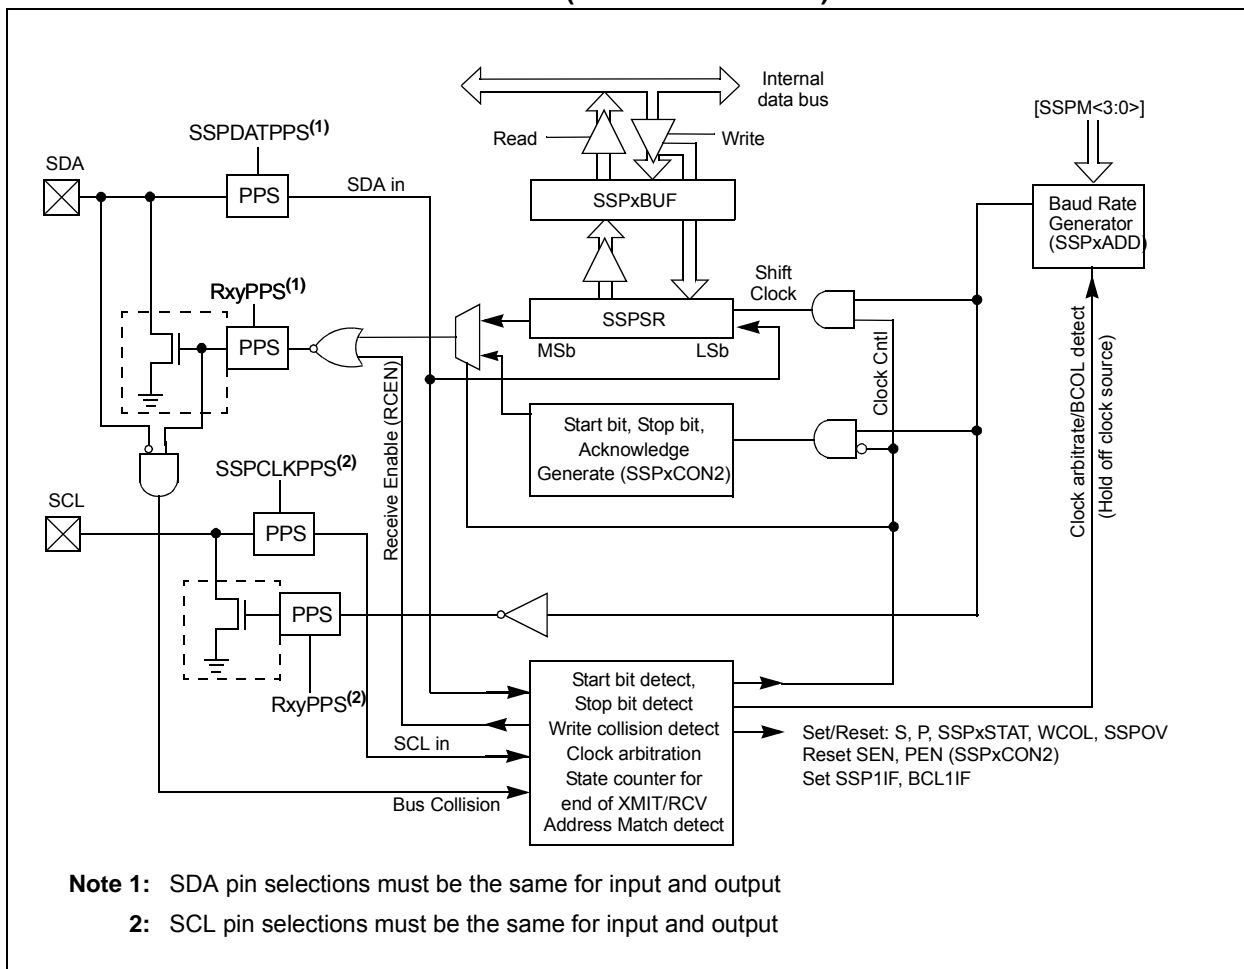 Internal
data bus
[SSPM<3:0>]
SSPDATPPS(1)
Read
Write
SDA
SDA in
PPS
SSPxBUF
Baud Rate
Generator
(SSPxADD)
RxyPPS(1)
Shift
Clock
PPS
SSPSR
MSb
LSb
Clock Cntl
Clock arbitrate/BCOL detect
(Hold off clock source)
Receive Enable (RCEN)
Start bit, Stop bit,
Acknowledge
Generate (SSPxCON2)
SSPCLKPPS(2)
SCL
PPS
PPS
RxyPPS(2)
SCL in
Bus Collision
Start bit detect,
Stop bit detect
Write collision detect
Clock arbitration
State counter for
end of XMIT/RCV
Address Match detect
Set/Reset: S, P, SSPxSTAT, WCOL, SSPOV
Reset SEN, PEN (SSPxCON2)
Set SSP1IF, BCL1IF
Note 1: SDA pin selections must be the same for input and output
2: SCL pin selections must be the same for input and output